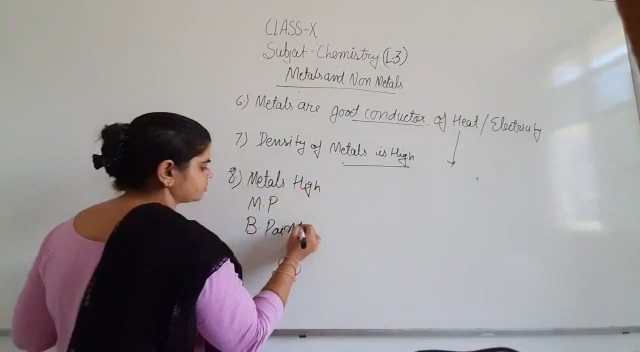 CLASS-X
Subject-Chemistry (L3)
Metals and Non Metals
6) Metals are good conductor of Heat/Electricity
7) Density of Metals is High
8) Metals High
M.P
B.Point